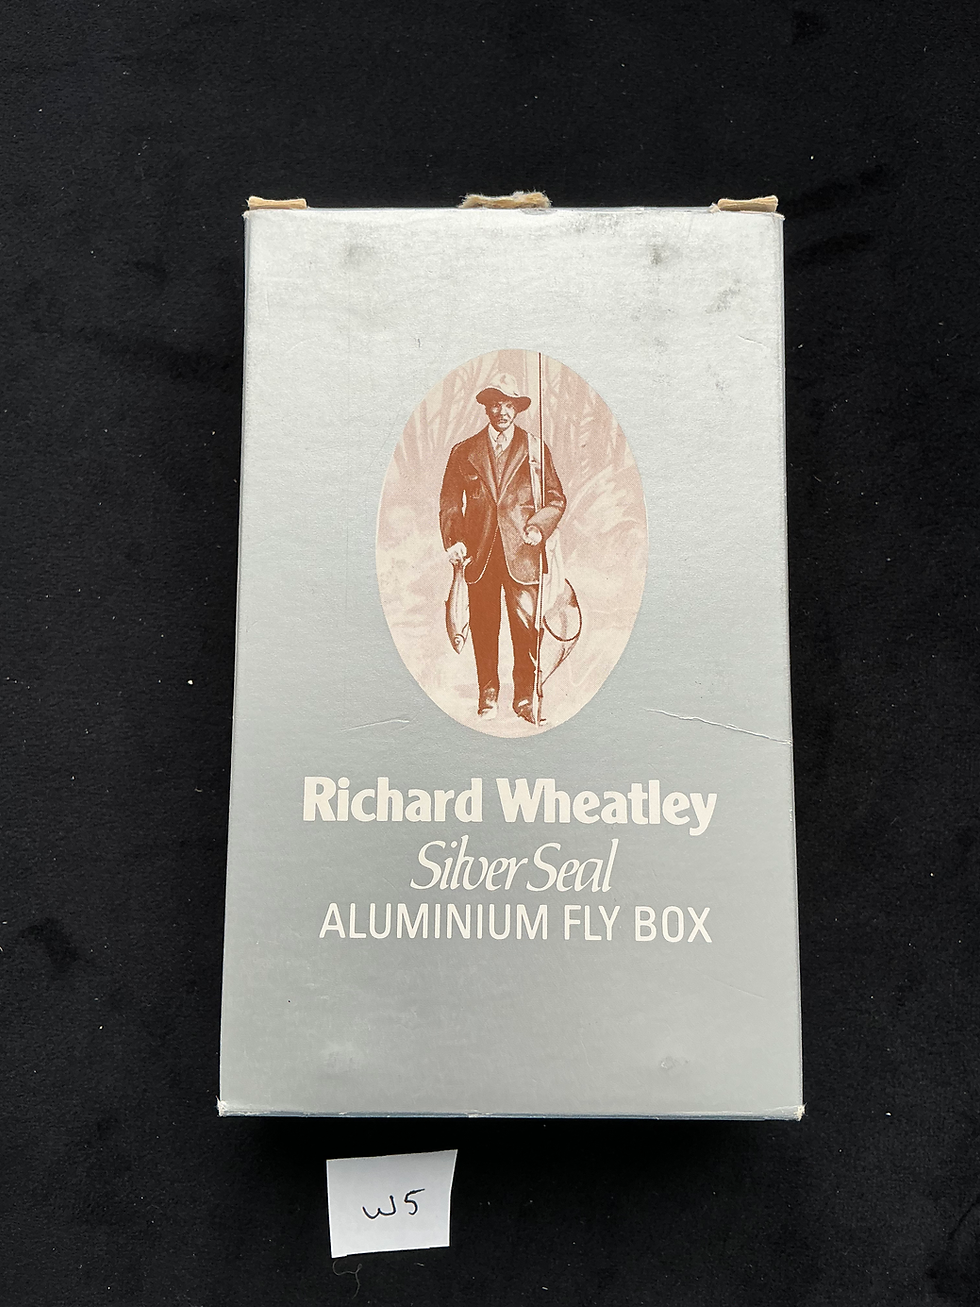 Richard Wheatley
Silver Seal
ALUMINIUM FLY BOX
W5